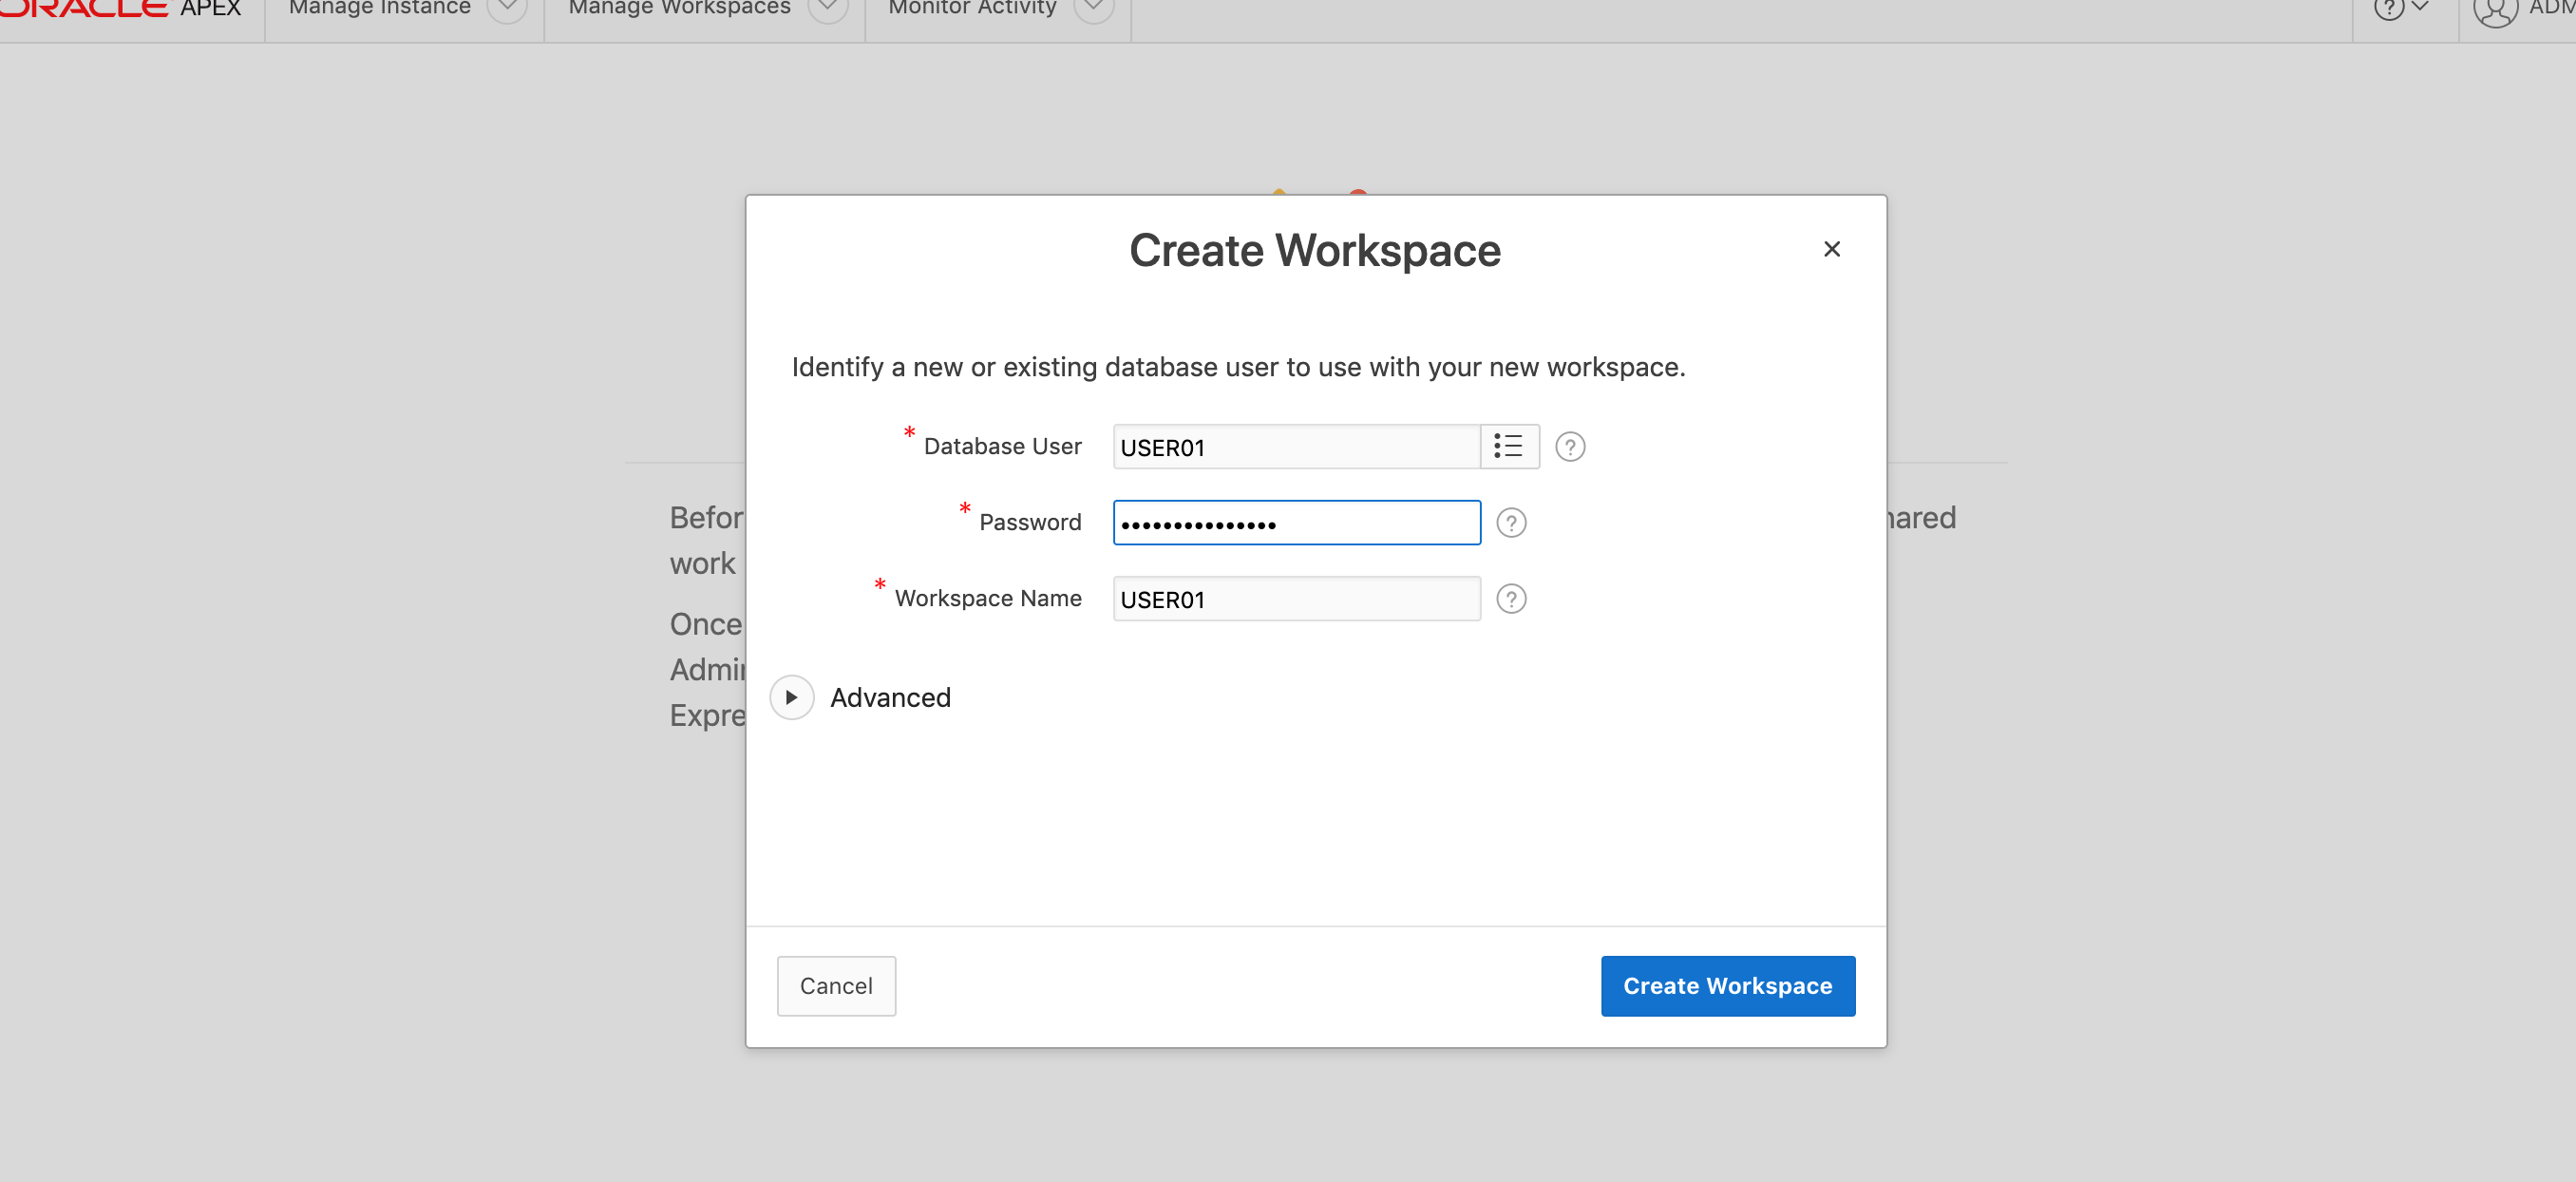 ORACLE APEX
Manage Instance
Manage Workspaces
Monitor Activity
?
ADM
Create Workspace
Identify a new or existing database user to use with your new workspace.
* Database User
USER01
?
* Password
•••••••••••••••
?
* Workspace Name
USER01
?
Advanced
Befor
hared
work
Once
Admin
Expre
Cancel
Create Workspace